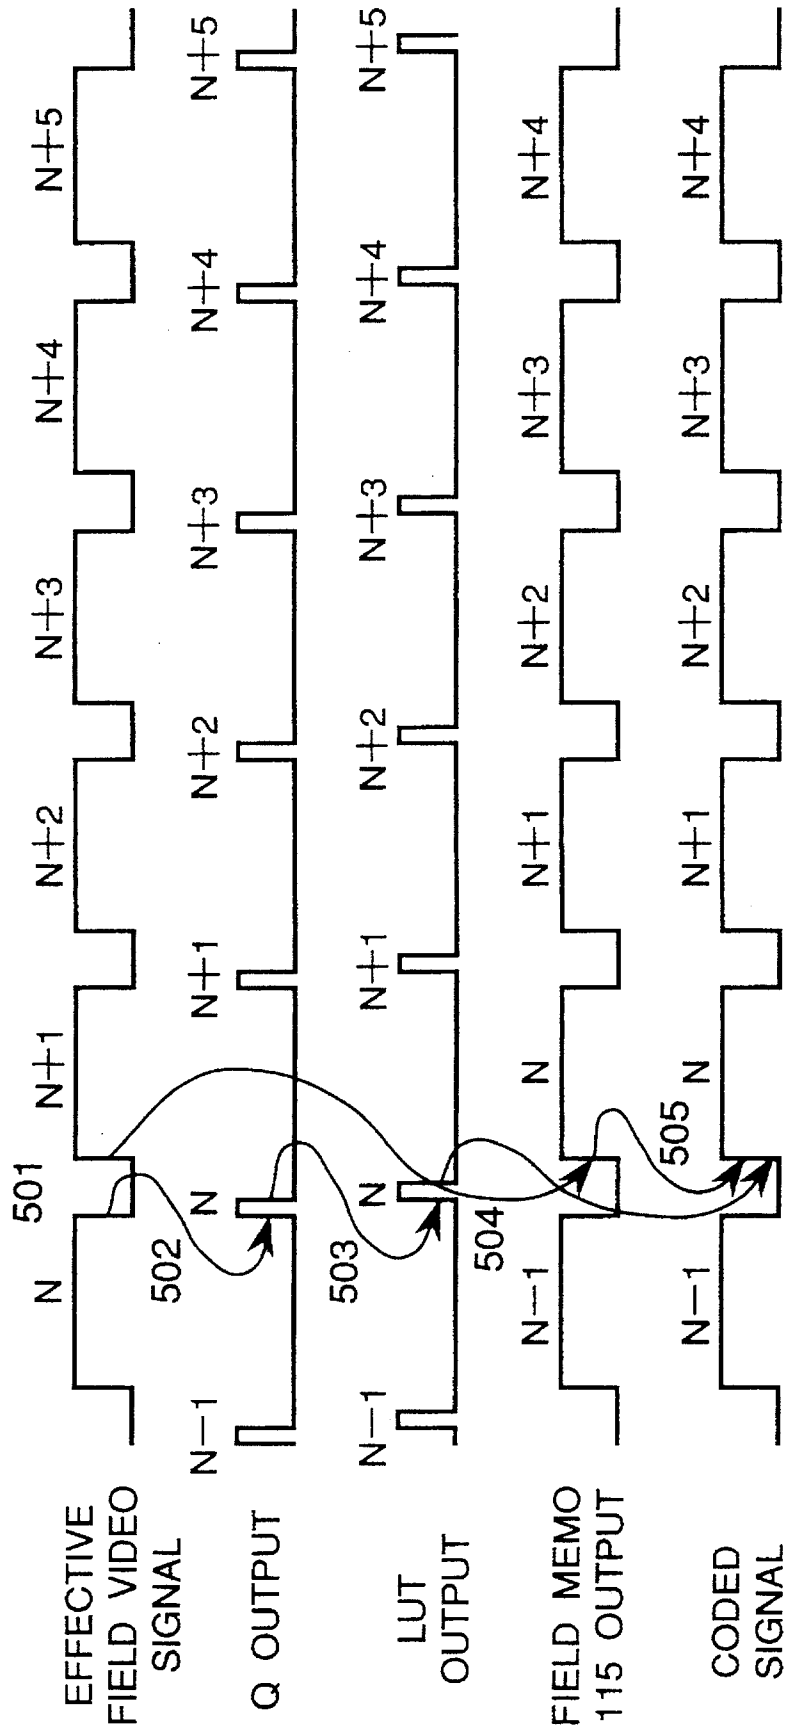 EFFECTIVE
FIELD VIDEO
SIGNAL
N
501
N+1
N+2
N+3
N+4
N+5
502
Q OUTPUT
N−1
N
N+1
N+2
N+3
N+4
N+5
503
LUT
OUTPUT
N−1
N
N+1
N+2
N+3
N+4
N+5
504
FIELD MEMO
115 OUTPUT
N−1
N
N+1
N+2
N+3
N+4
505
CODED
SIGNAL
N−1
N
N+1
N+2
N+3
N+4